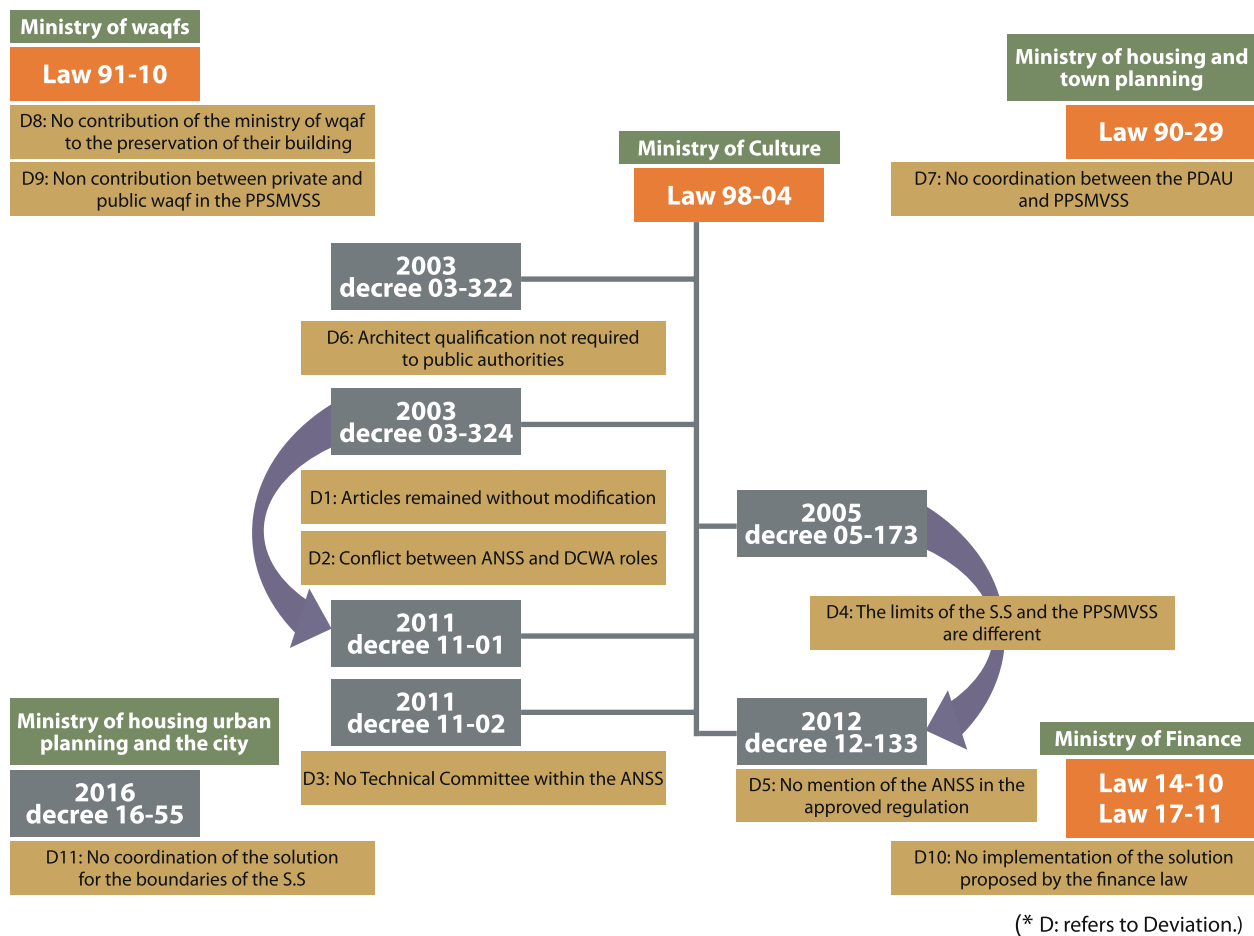 Ministry of waqfs
Law 91-10
D8: No contribution of the ministry of wqaf
to the preservation of their building
D9: Non contribution between private and
public waqf in the PPSMVSS
Ministry of housing and
town planning
Law 90-29
D7: No coordination between the PDAU
and PPSMVSS
Ministry of Culture
Law 98-04
2003
decree 03-322
D6: Architect qualification not required
to public authorities
2003
decree 03-324
D1: Articles remained without modification
D2: Conflict between ANSS and DCWA roles
2011
decree 11-01
2011
decree 11-02
D3: No Technical Committee within the ANSS
2005
decree 05-173
D4: The limits of the S.S and the PPSMVSS
are different
2012
decree 12-133
D5: No mention of the ANSS in the
approved regulation
Ministry of housing urban
planning and the city
2016
decree 16-55
D11: No coordination of the solution
for the boundaries of the S.S
Ministry of Finance
Law 14-10
Law 17-11
D10: No implementation of the solution
proposed by the finance law
(* D: refers to Deviation.)